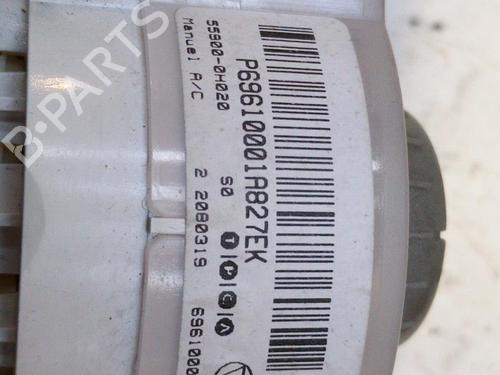 55900-0H020
Manuel A/C
P69610001A827EK
S0
T P G A
2 2080319
6961000
B-PARTS